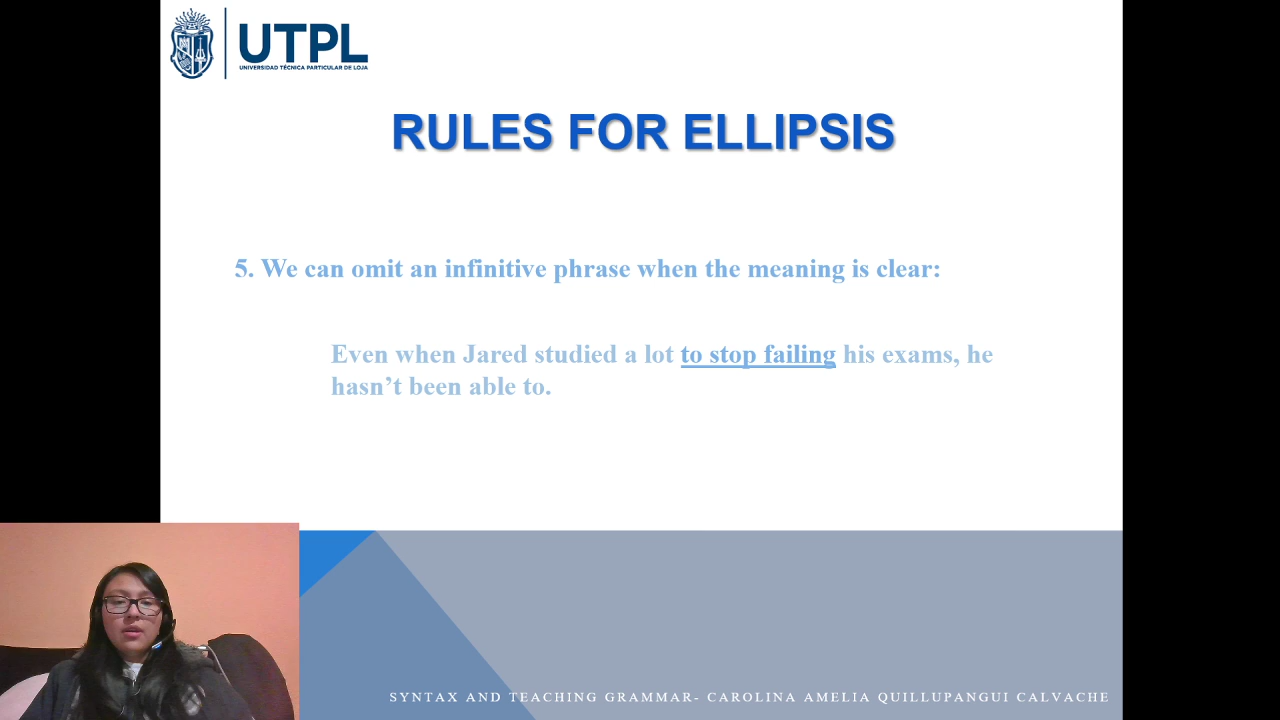 UTPL
UNIVERSIDAD TÉCNICA PARTICULAR DE LOJA
RULES FOR ELLIPSIS
5. We can omit an infinitive phrase when the meaning is clear:
Even when Jared studied a lot to stop failing his exams, he
hasn’t been able to.
SYNTAX AND TEACHING GRAMMAR- CAROLINA AMELIA QUILLUPANGUI CALVACHE